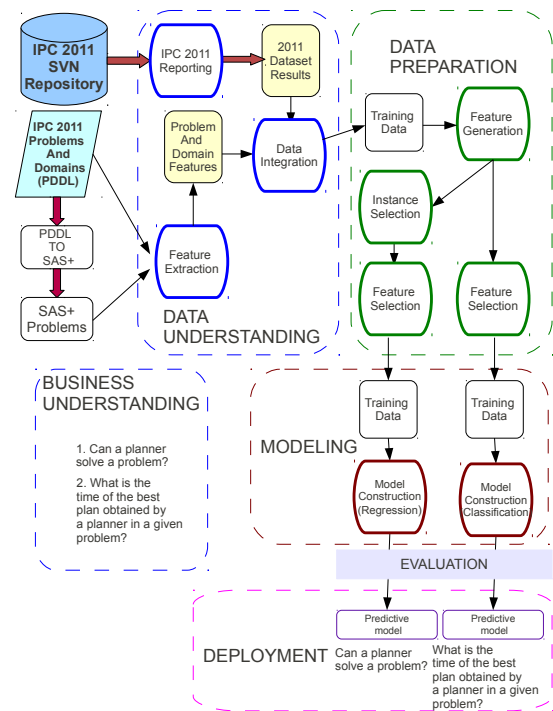 IPC 2011
SVN
Repository
IPC 2011
Reporting
2011
Dataset
Results
DATA
PREPARATION
IPC 2011
Problems
And
Domains
(PDDL)
Problem
And
Domain
Features
Data
Integration
Training
Data
Feature
Generation
Instance
Selection
PDDL
TO
SAS+
Feature
Extraction
Feature
Selection
Feature
Selection
SAS+
Problems
DATA
UNDERSTANDING
BUSINESS
UNDERSTANDING
1. Can a planner
solve a problem?
2. What is the
time of the best
plan obtained by
a planner in a given
problem?
Training
Data
Training
Data
MODELING
Model
Construction
(Regression)
Model
Construction
Classification
EVALUATION
DEPLOYMENT
Predictive
model
Can a planner
solve a problem?
Predictive
model
What is the
time of the best
plan obtained by
a planner in a given
problem?